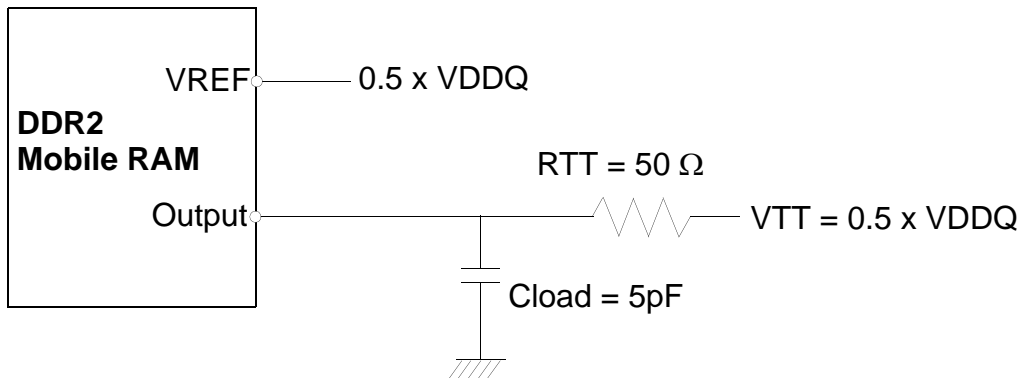 VREF
0.5 x VDDQ
DDR2
Mobile RAM
RTT = 50 Ω
Output
VTT = 0.5 x VDDQ
Cload = 5pF